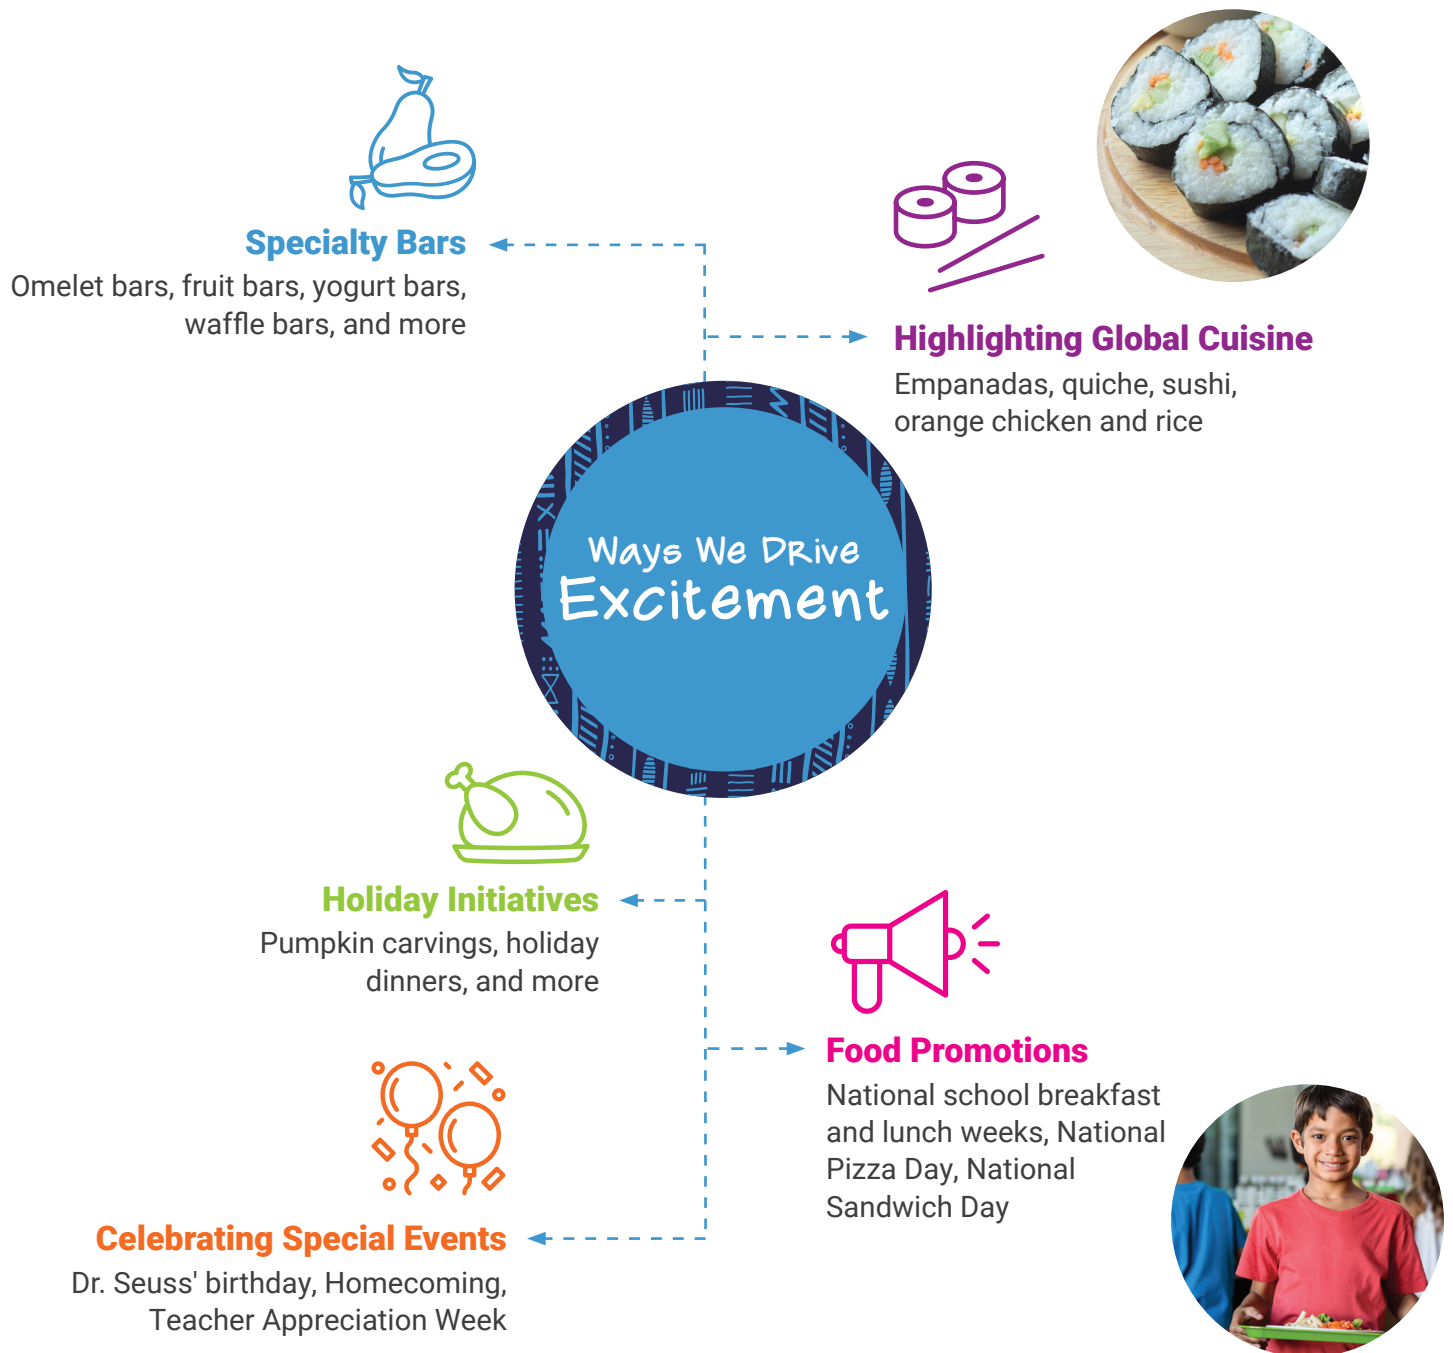 Specialty Bars
Omelet bars, fruit bars, yogurt bars,
waffle bars, and more
Highlighting Global Cuisine
Empanadas, quiche, sushi,
orange chicken and rice
Ways We DRive
Excitement
Holiday Initiatives
Pumpkin carvings, holiday
dinners, and more
Food Promotions
National school breakfast
and lunch weeks, National
Pizza Day, National
Sandwich Day
Celebrating Special Events
Dr. Seuss' birthday, Homecoming,
Teacher Appreciation Week